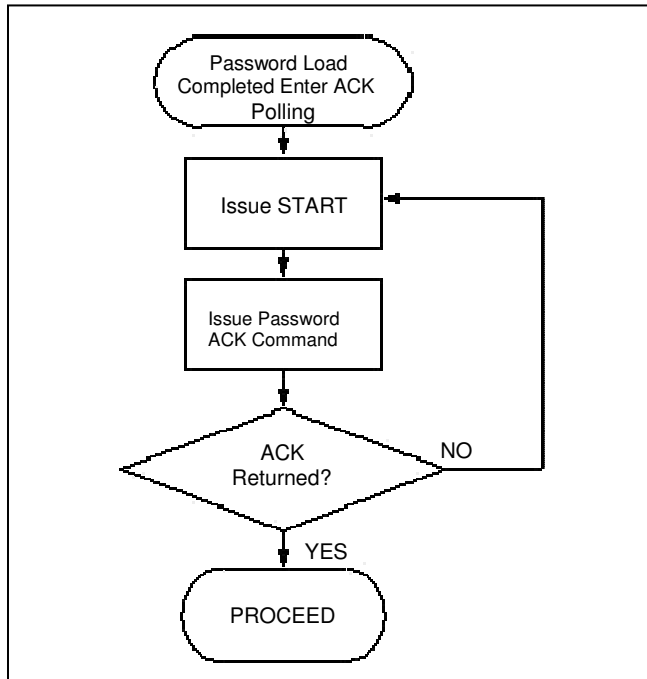 Password Load
Completed Enter ACK
Polling
Issue START
Issue Password
ACK Command
ACK
Returned?
NO
YES
PROCEED